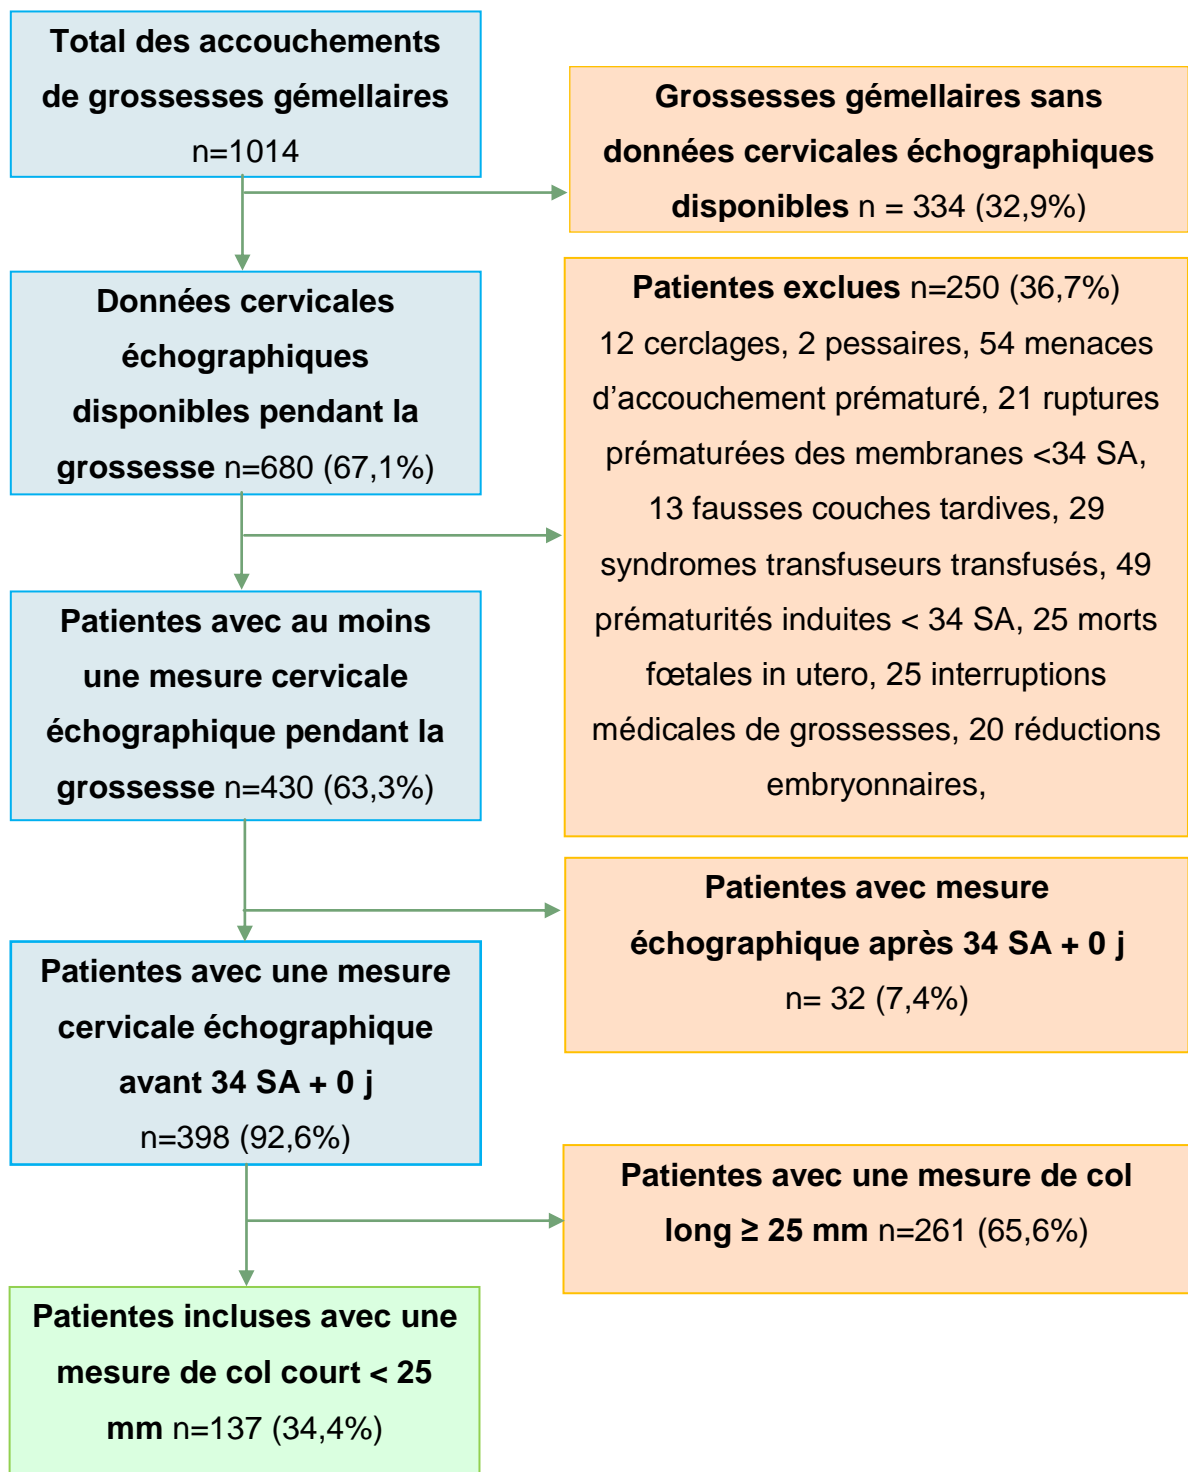 Total des accouchements
de grossesses gémellaires
n=1014
Grossesses gémellaires sans
données cervicales échographiques
disponibles n = 334 (32,9%)
Données cervicales
échographiques
disponibles pendant la
grossesse n=680 (67,1%)
Patientes exclues n=250 (36,7%)
12 cerclages, 2 pessaires, 54 menaces
d’accouchement prématuré, 21 ruptures
prématurées des membranes <34 SA,
13 fausses couches tardives, 29
syndromes transfuseurs transfusés, 49
prématurités induites < 34 SA, 25 morts
fœtales in utero, 25 interruptions
médicales de grossesses, 20 réductions
embryonnaires,
Patientes avec au moins
une mesure cervicale
échographique pendant la
grossesse n=430 (63,3%)
Patientes avec mesure
échographique après 34 SA + 0 j
n= 32 (7,4%)
Patientes avec une mesure
cervicale échographique
avant 34 SA + 0 j
n=398 (92,6%)
Patientes avec une mesure de col
long ≥ 25 mm n=261 (65,6%)
Patientes incluses avec une
mesure de col court < 25
mm n=137 (34,4%)